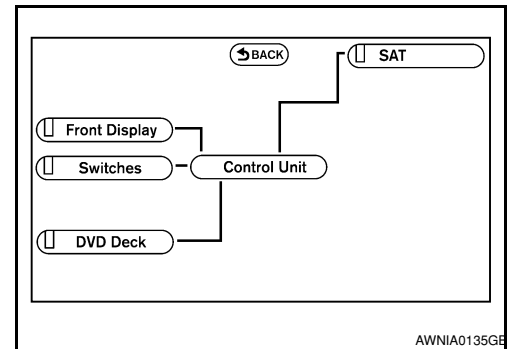 BACK
SAT
Front Display
Switches
Control Unit
DVD Deck
AWNIA0135GE